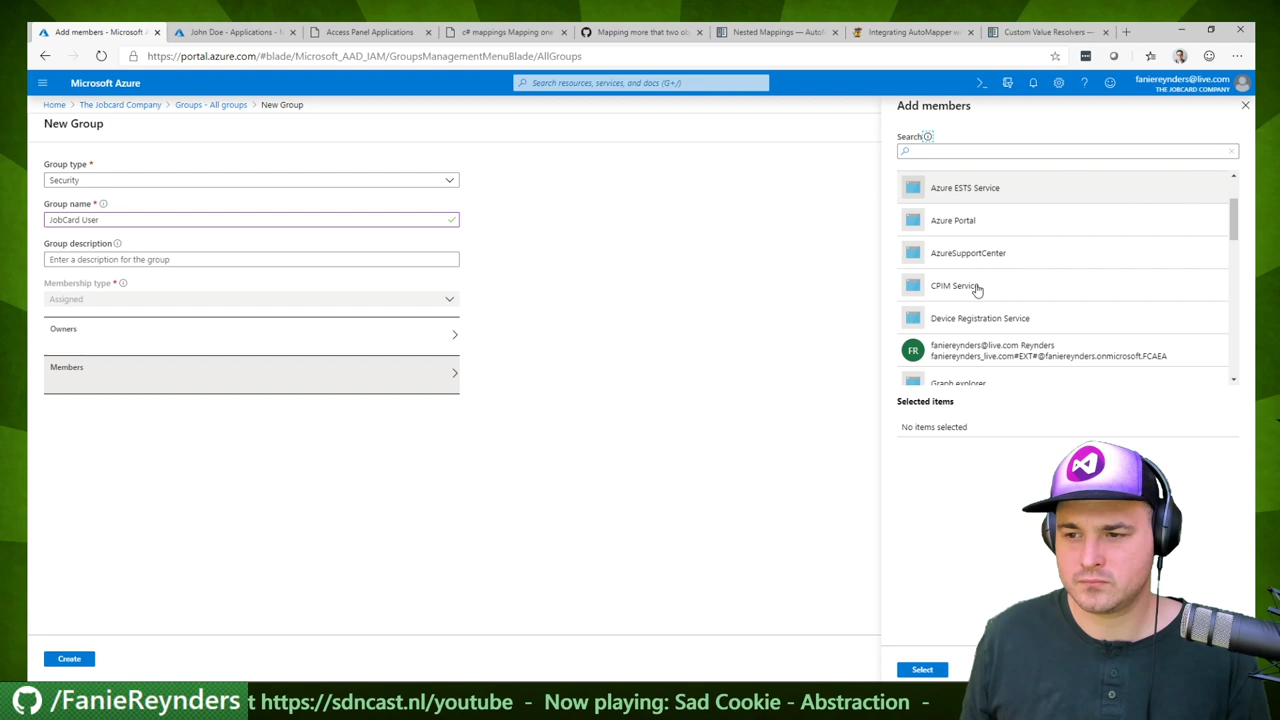 Add members - Microsoft A
John Doe - Applications - M
Access Panel Applications
c# mappings Mapping one
Mapping more that two ob
Nested Mappings — AutoM
Integrating AutoMapper w
Custom Value Resolvers —
https://portal.azure.com/#blade/Microsoft_AAD_IAM/GroupsManagementMenuBlade/AllGroups
Microsoft Azure
Search resources, services, and docs (G+/)
faniereynders@live.com
THE JOBCARD COMPANY
Home > The Jobcard Company > Groups - All groups > New Group
New Group
Group type *
Security
Group name *
JobCard User
Group description
Enter a description for the group
Membership type *
Assigned
Owners
Members
Create
Add members
Search
Azure ESTS Service
Azure Portal
AzureSupportCenter
CPIM Service
Device Registration Service
FR
faniereynders@live.com Reynders
faniereynders_live.com#EXT#@faniereynders.onmicrosoft.FCAEA
Graph explorer
Selected items
No items selected
Select
/FanieReynders
t https://sdncast.nl/youtube - Now playing: Sad Cookie - Abstraction -